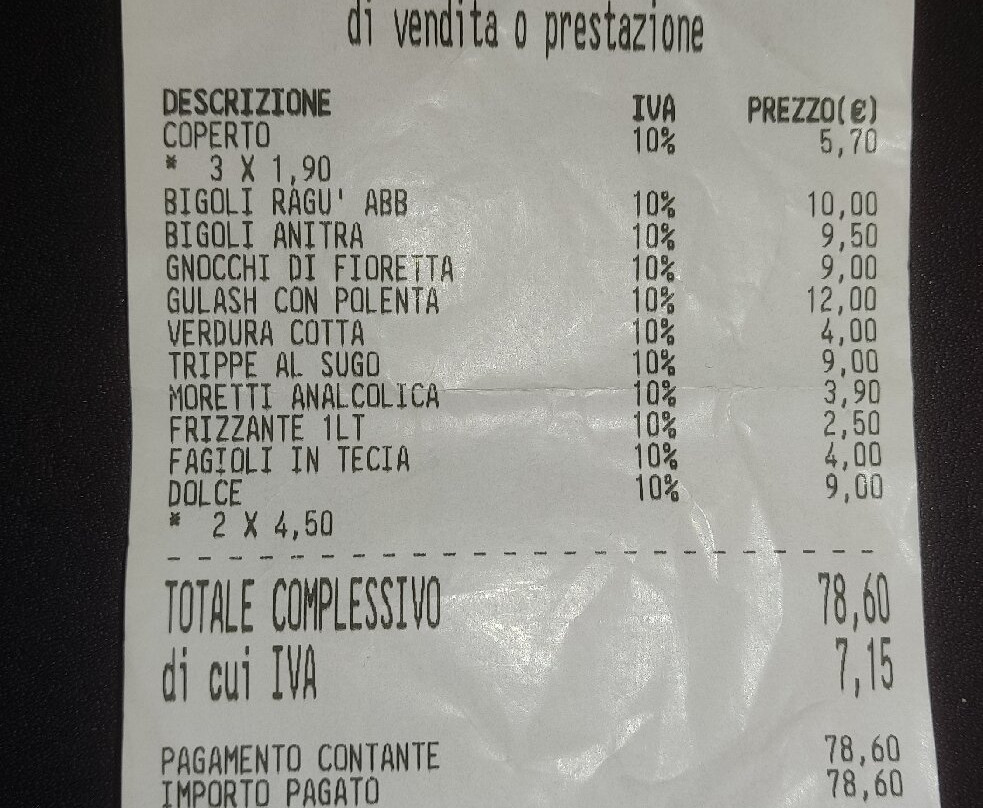 di vendita o prestazione
DESCRIZIONE IVA PREZZO(€)
COPERTO 10% 5,70
* 3 X 1,90
BIGOLI RAGU' ABB 10% 10,00
BIGOLI ANITRA 10% 9,50
GNOCCHI DI FIORETTA 10% 9,00
GULASH CON POLENTA 10% 12,00
VERDURA COTTA 10% 4,00
TRIPPE AL SUGO 10% 9,00
MORETTI ANALCOLICA 10% 3,90
FRIZZANTE 1LT 10% 2,50
FAGIOLI IN TECIA 10% 4,00
DOLCE 10% 9,00
* 2 X 4,50
TOTALE COMPLESSIVO 78,60
di cui IVA 7,15
PAGAMENTO CONTANTE 78,60
IMPORTO PAGATO 78,60